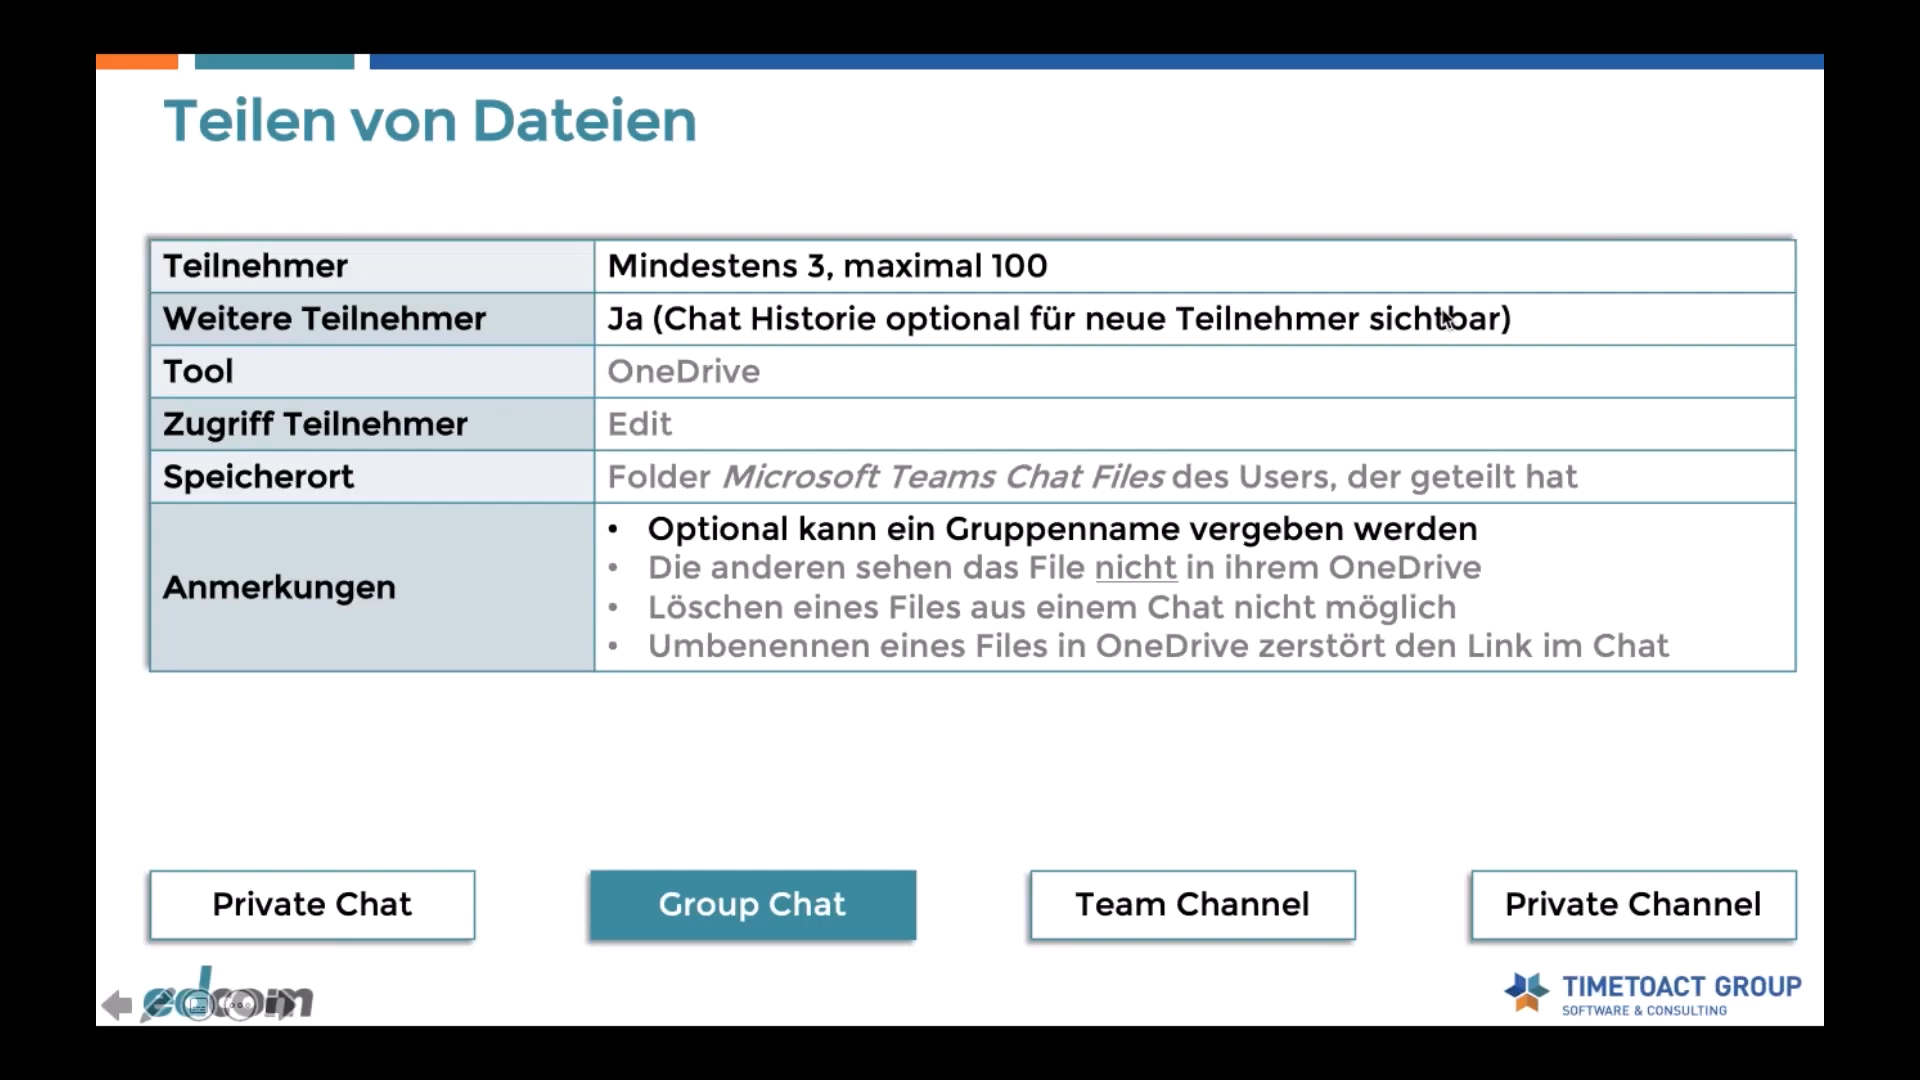 Teilen von Dateien
Teilnehmer Mindestens 3, maximal 100
Weitere Teilnehmer Ja (Chat Historie optional für neue Teilnehmer sichtbar)
Tool OneDrive
Zugriff Teilnehmer Edit
Speicherort Folder Microsoft Teams Chat Files des Users, der geteilt hat
Anmerkungen
• Optional kann ein Gruppenname vergeben werden
• Die anderen sehen das File nicht in ihrem OneDrive
• Löschen eines Files aus einem Chat nicht möglich
• Umbenennen eines Files in OneDrive zerstört den Link im Chat
Private Chat Group Chat Team Channel Private Channel
edcom
TIMETOACT GROUP
SOFTWARE & CONSULTING